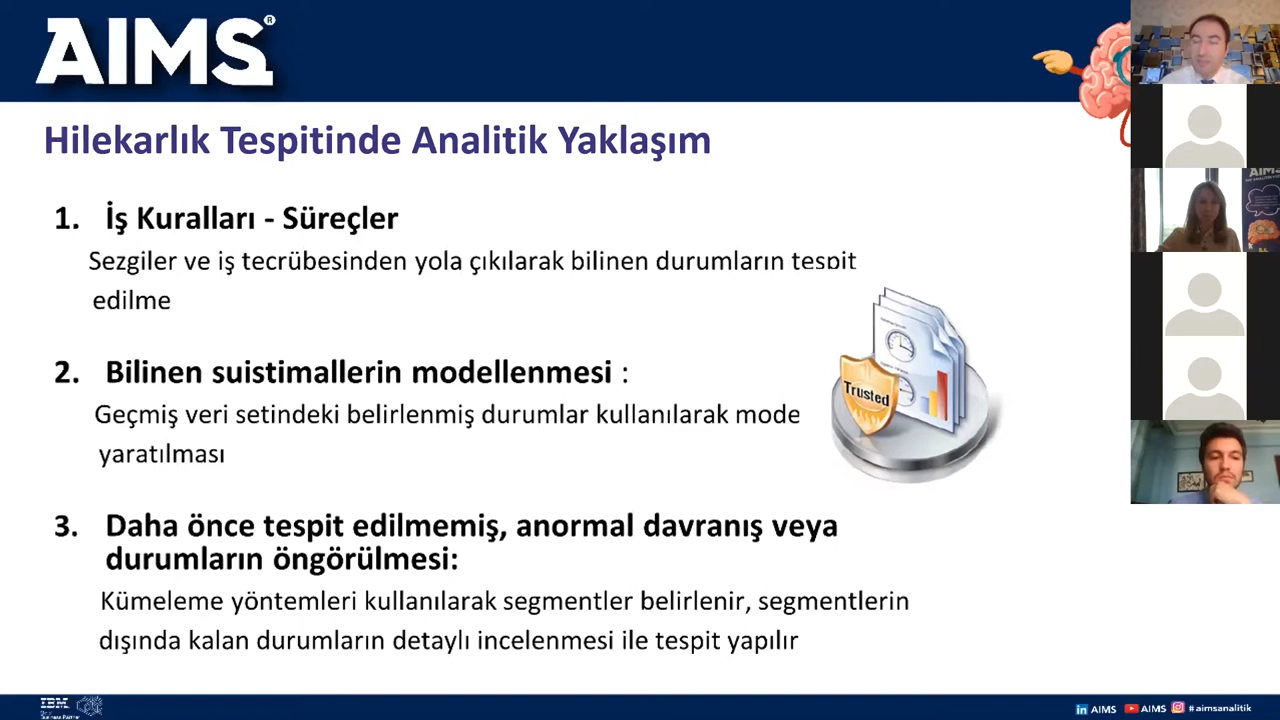 AIMS®
Hilekarlık Tespitinde Analitik Yaklaşım
1. İş Kuralları - Süreçler
Sezgiler ve iş tecrübesinden yola çıkılarak bilinen durumların tespit
edilme
2. Bilinen suistimallerin modellenmesi :
Geçmiş veri setindeki belirlenmiş durumlar kullanılarak mode
yaratılması
Trusted
3. Daha önce tespit edilmemiş, anormal davranış veya
durumların öngörülmesi:
Kümeleme yöntemleri kullanılarak segmentler belirlenir, segmentlerin
dışında kalan durumların detaylı incelenmesi ile tespit yapılır
IBM
Business Partner
AIMS AIMS #aimsanalitik